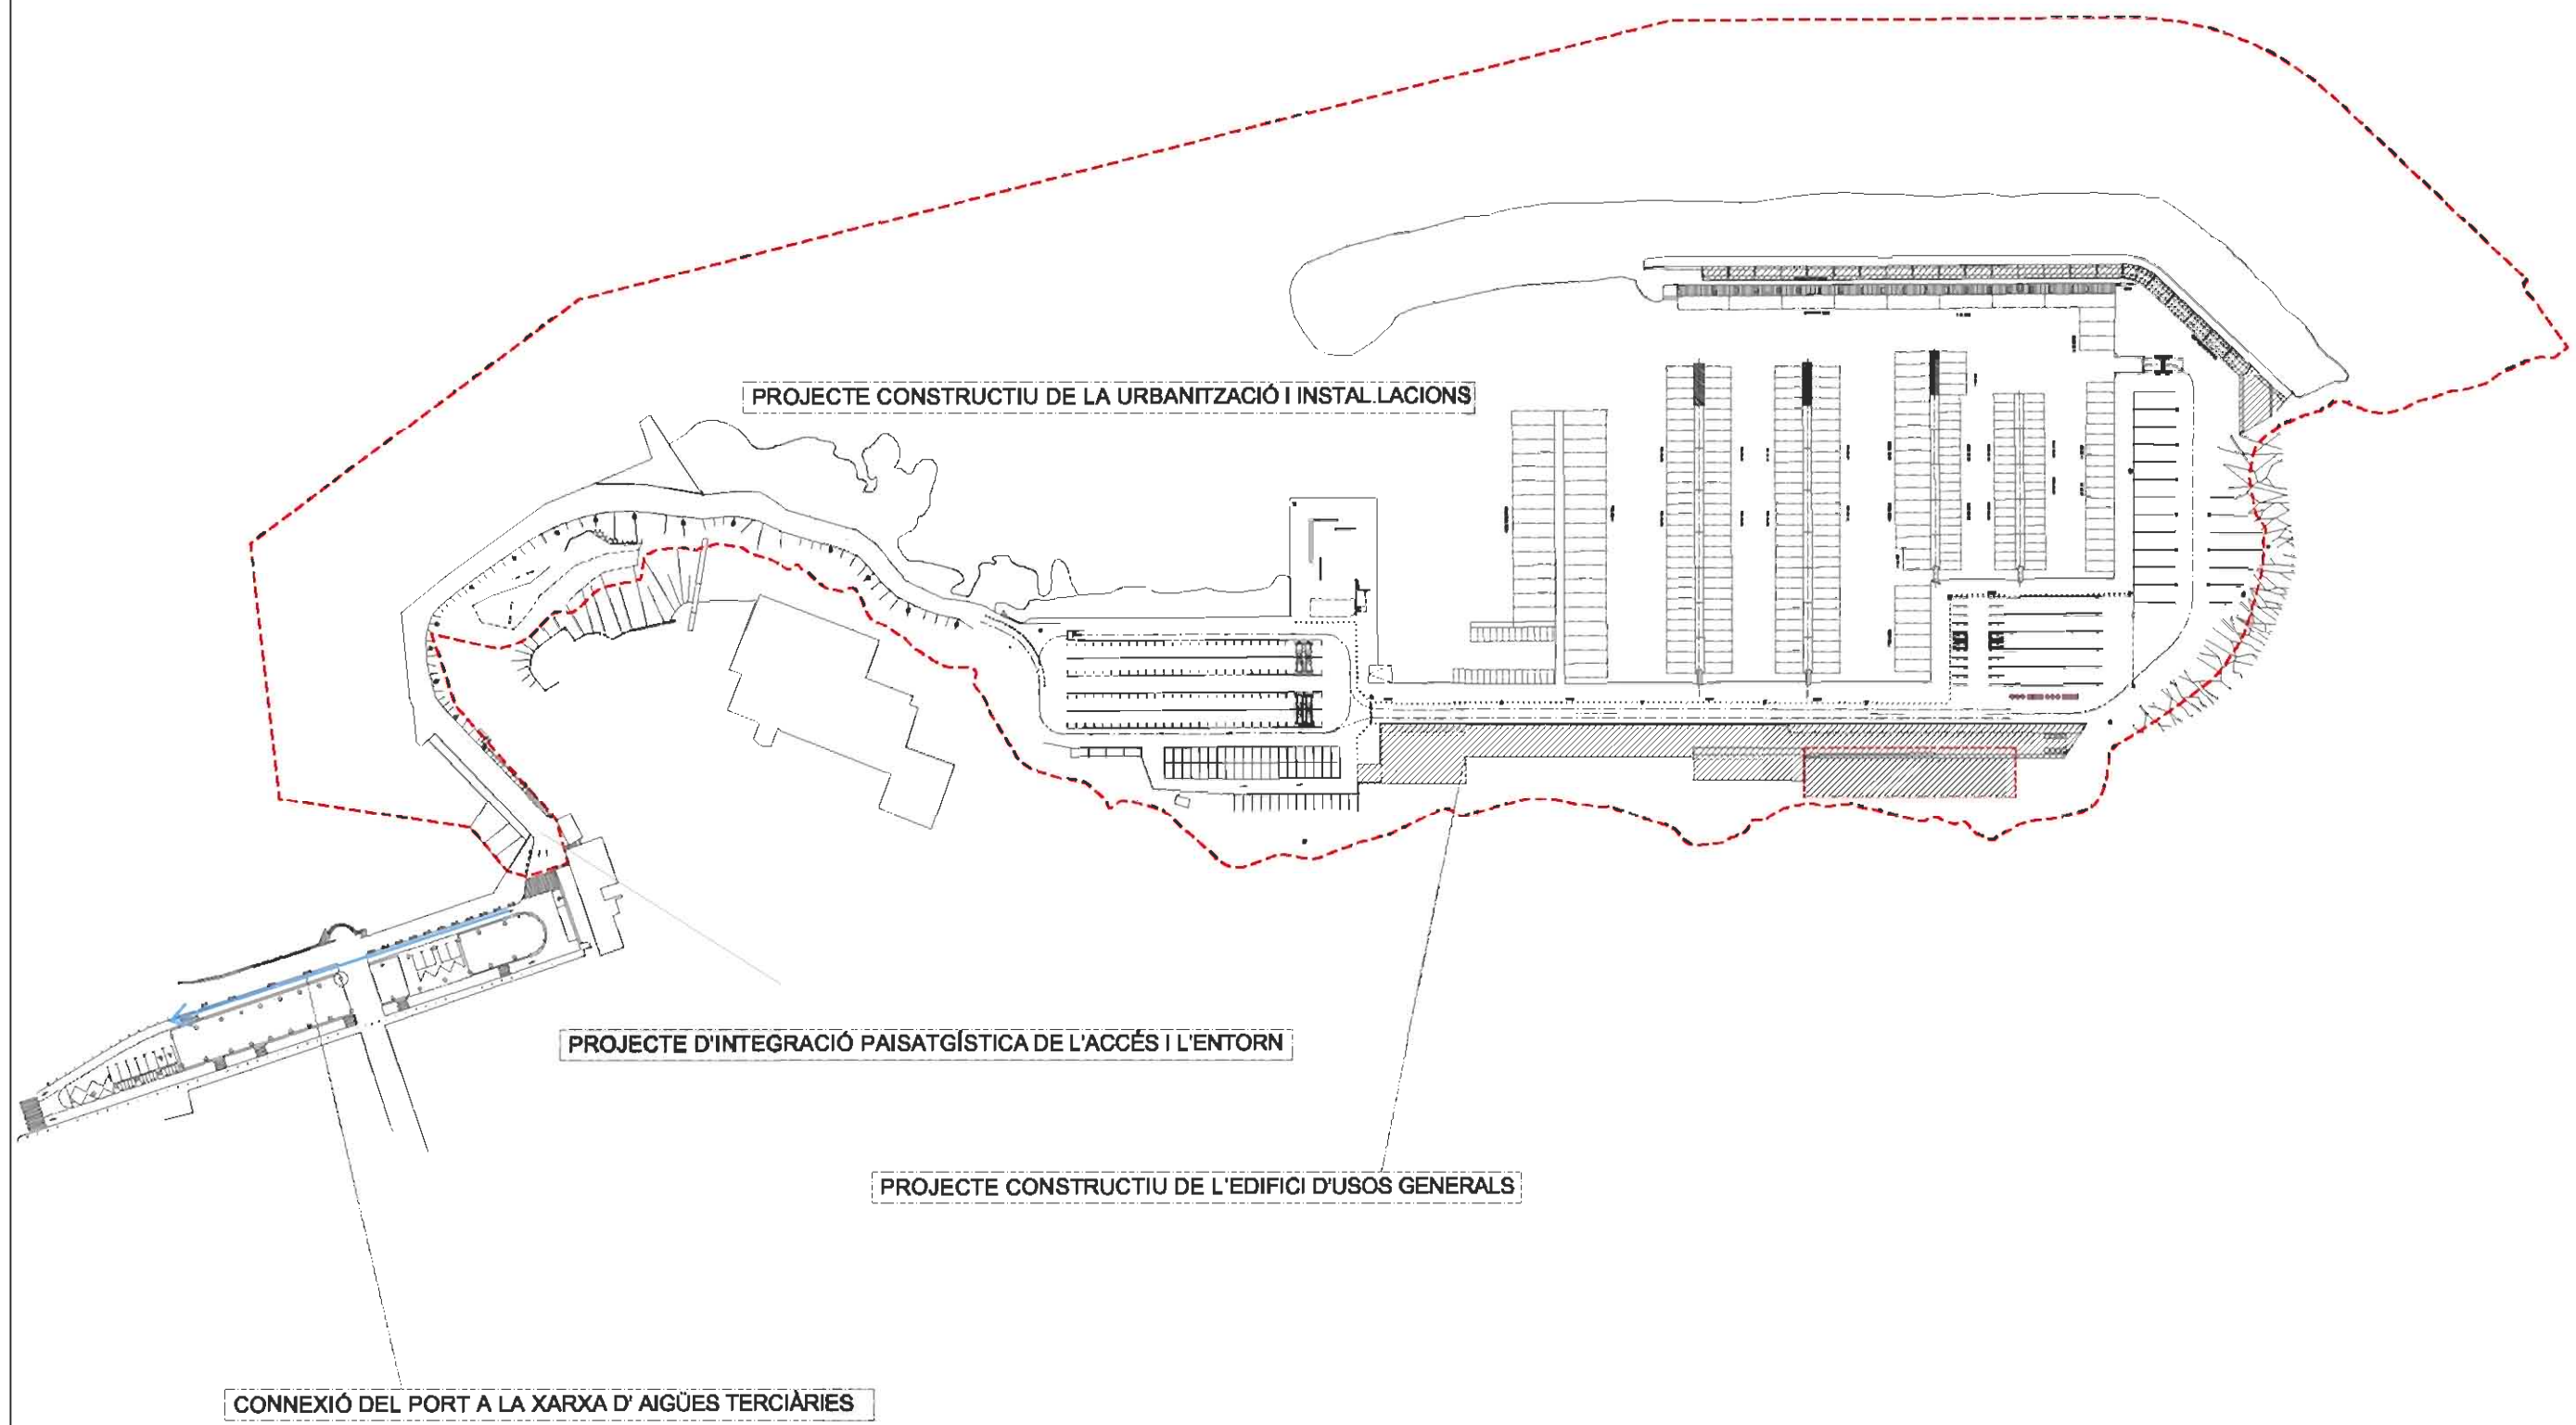 PROJECTE CONSTRUCTIU DE LA URBANITZACIÓ I INSTAL.LACIONS
PROJECTE D'INTEGRACIÓ PAISATGÍSTICA DE L'ACCÉS I L'ENTORN
PROJECTE CONSTRUCTIU DE L'EDIFICI D'USOS GENERALS
CONNEXIÓ DEL PORT A LA XARXA D' AIGÜES TERCIÀRIES